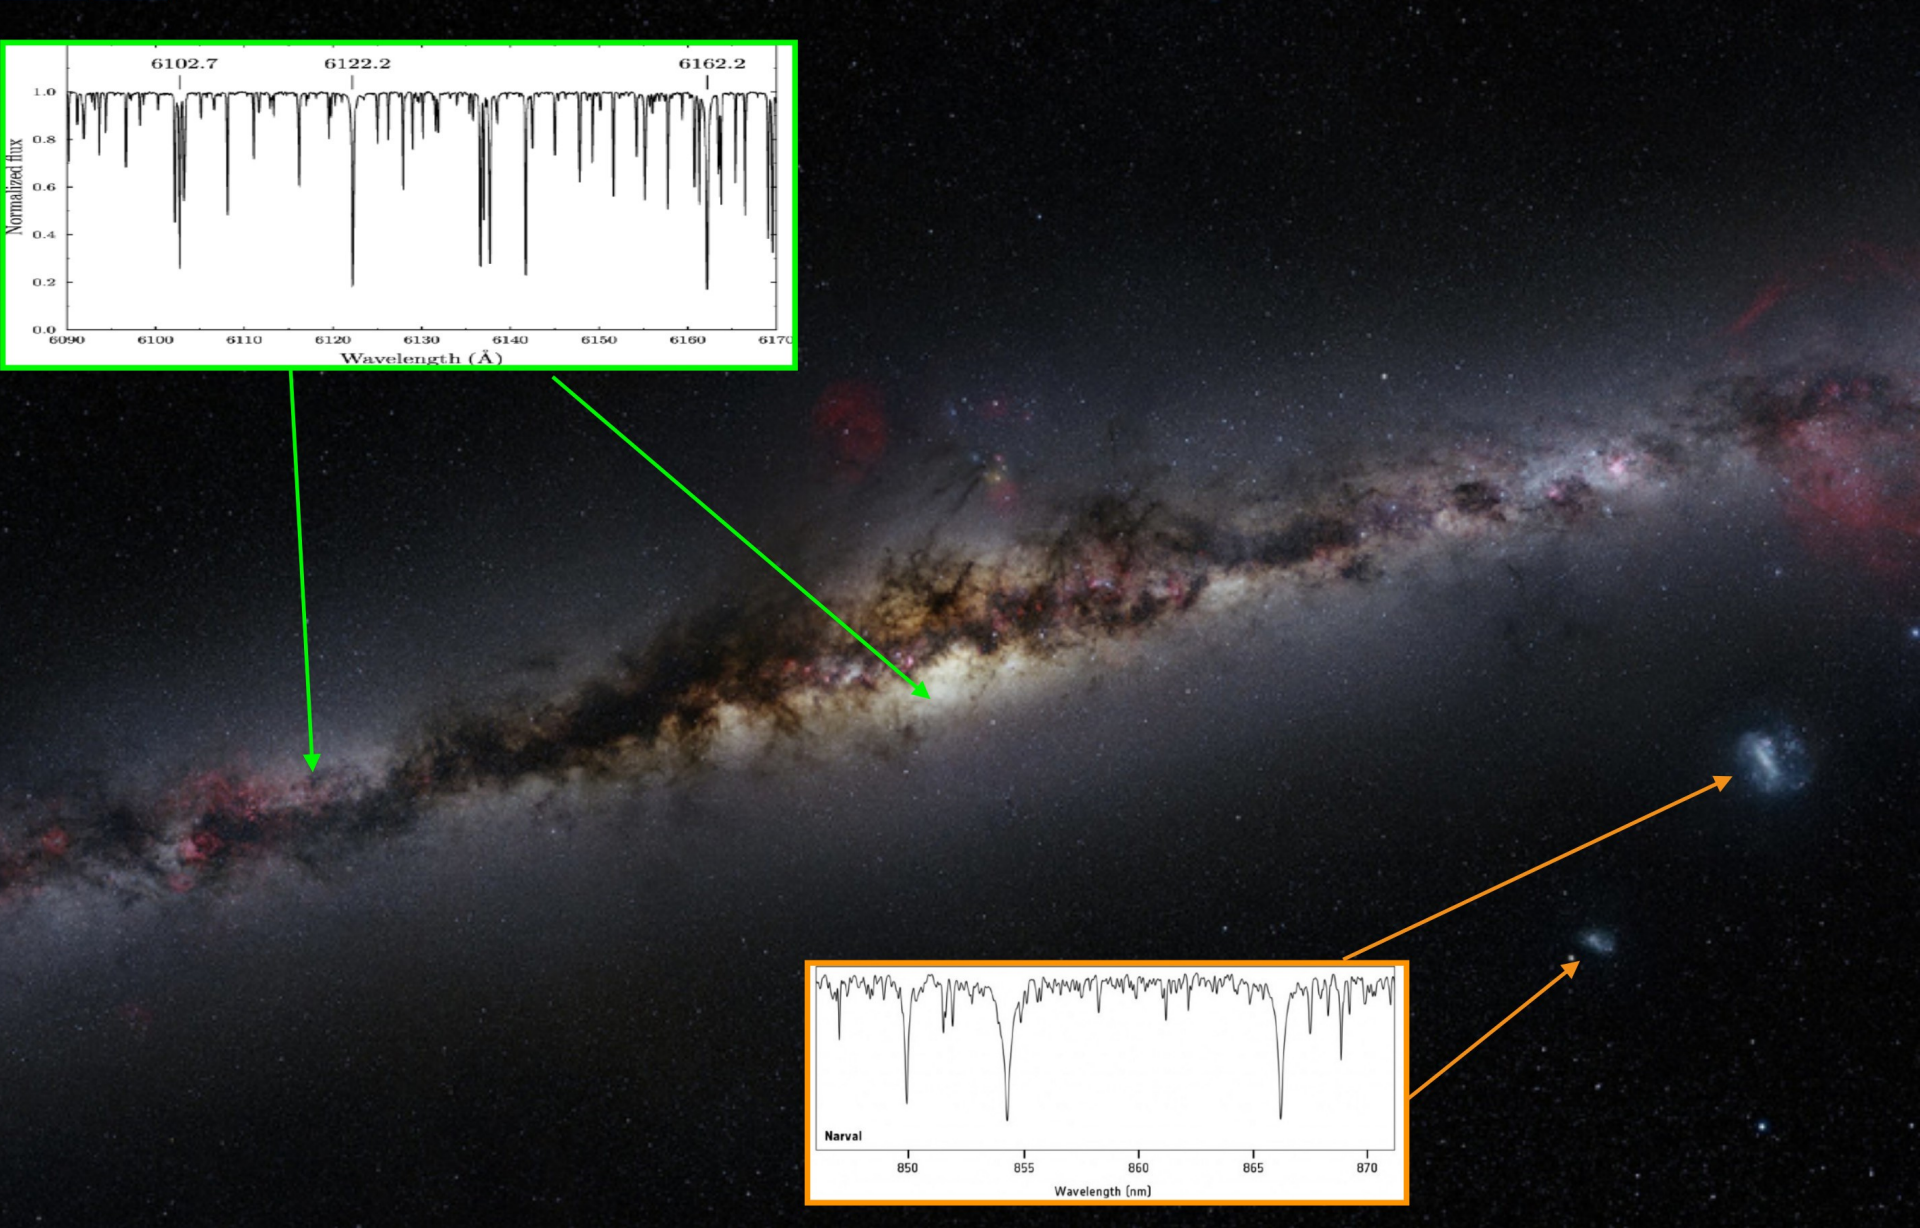 6102.7 6122.2 6162.2
1.0
0.8
0.6
0.4
0.2
0.0
Normalized flux
6090 6100 6110 6120 6130 6140 6150 6160 6170
Wavelength (Å)
Narval
850 855 860 865 870
Wavelength (nm)